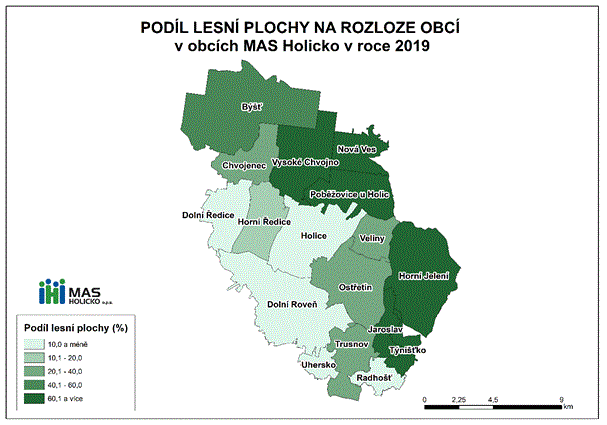 PODÍL LESNÍ PLOCHY NA ROZLOZE OBCÍ
v obcích MAS Holicko v roce 2019
Býšť
Nová Ves
Vysoké Chvojno
Chvojenec
Poběžovice u Holic
Dolní Ředice
Horní Ředice
Holice
Veliny
Horní Jelení
Ostřetín
Dolní Roveň
Jaroslav
Týnišťko
Trusnov
Uhersko
Radhošť
MAS
HOLICKO o.p.s.
Podíl lesní plochy (%)
10,0 a méně
10,1 - 20,0
20,1 - 40,0
40,1 - 60,0
60,1 a více
0 2,25 4,5 9
km